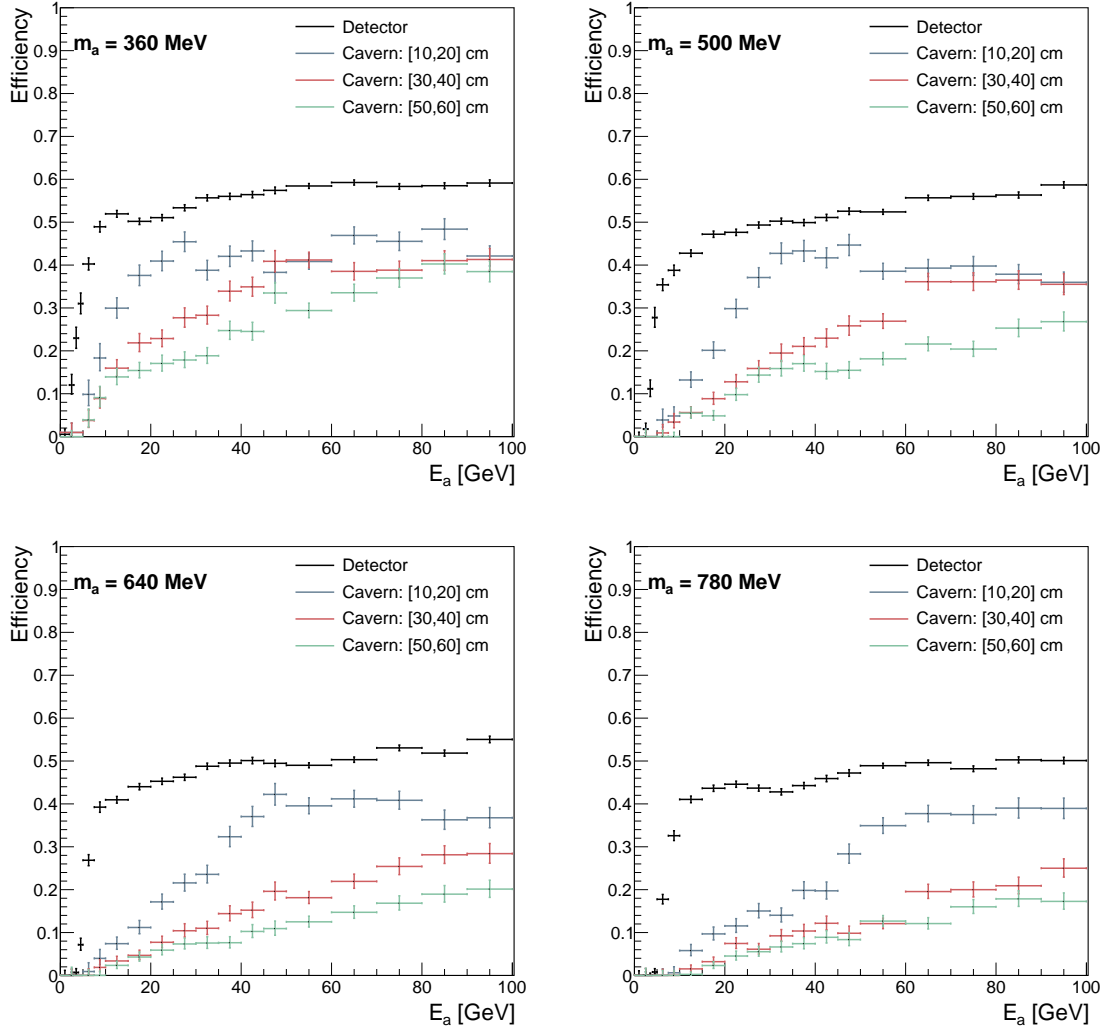 Efficiency
1
0.9
0.8
0.7
0.6
0.5
0.4
0.3
0.2
0.1
0
m_a = 360 MeV
Detector
Cavern: [10,20] cm
Cavern: [30,40] cm
Cavern: [50,60] cm
0 20 40 60 80 100
E_a [GeV]
Efficiency
1
0.9
0.8
0.7
0.6
0.5
0.4
0.3
0.2
0.1
0
m_a = 500 MeV
Detector
Cavern: [10,20] cm
Cavern: [30,40] cm
Cavern: [50,60] cm
0 20 40 60 80 100
E_a [GeV]
Efficiency
1
0.9
0.8
0.7
0.6
0.5
0.4
0.3
0.2
0.1
0
m_a = 640 MeV
Detector
Cavern: [10,20] cm
Cavern: [30,40] cm
Cavern: [50,60] cm
0 20 40 60 80 100
E_a [GeV]
Efficiency
1
0.9
0.8
0.7
0.6
0.5
0.4
0.3
0.2
0.1
0
m_a = 780 MeV
Detector
Cavern: [10,20] cm
Cavern: [30,40] cm
Cavern: [50,60] cm
0 20 40 60 80 100
E_a [GeV]